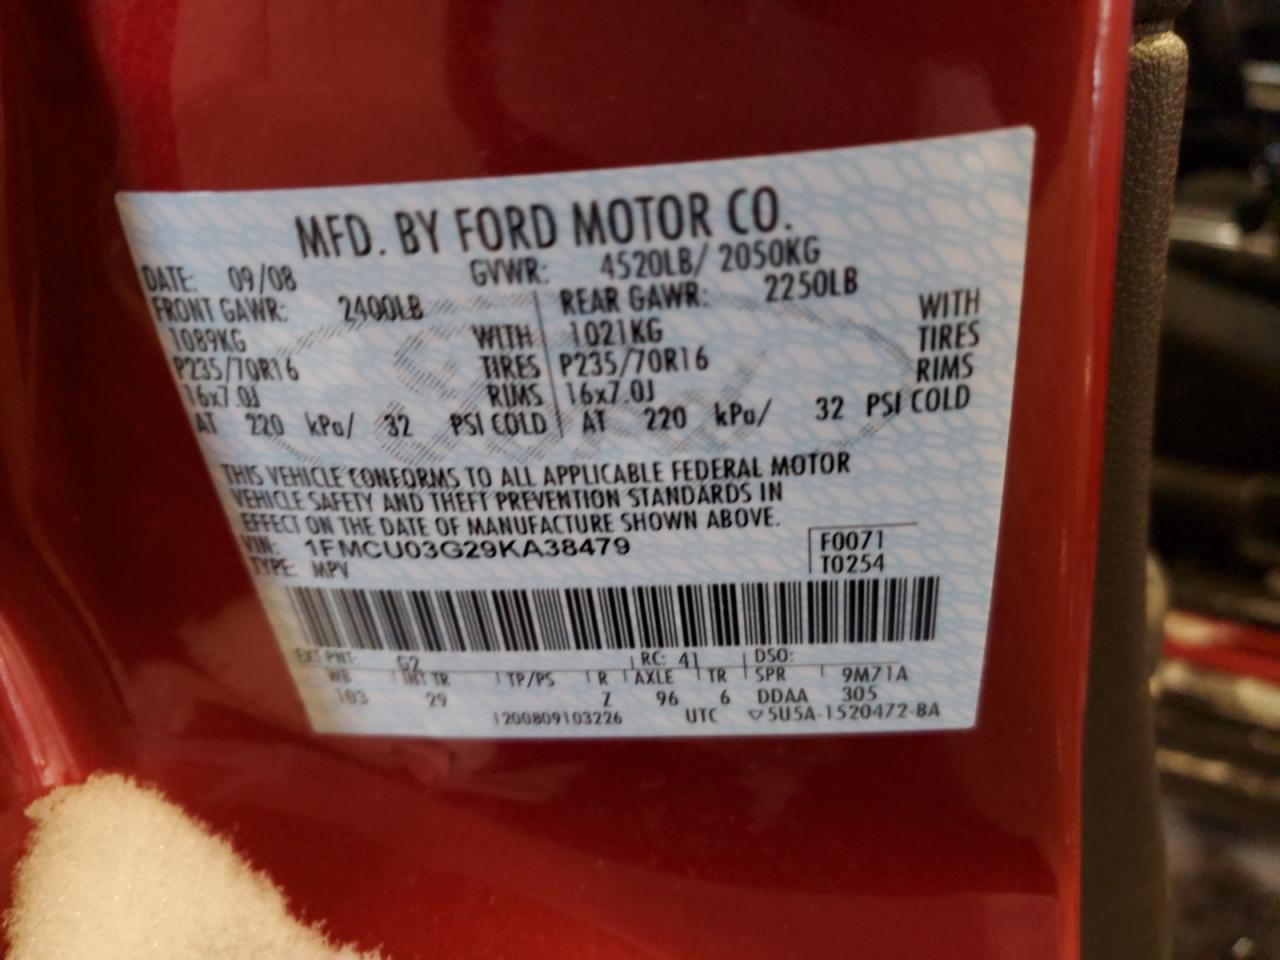 MFD. BY FORD MOTOR CO.
DATE: 09/08 GVWR: 4520LB/ 2050KG
FRONT GAWR: 2400LB REAR GAWR: 2250LB
1089KG WITH 1021KG WITH
P235/70R16 TIRES P235/70R16 TIRES
16x7.0J RIMS 16x7.0J RIMS
AT 220 kPa/ 32 PSI COLD AT 220 kPa/ 32 PSI COLD
THIS VEHICLE CONFORMS TO ALL APPLICABLE FEDERAL MOTOR
VEHICLE SAFETY AND THEFT PREVENTION STANDARDS IN
EFFECT ON THE DATE OF MANUFACTURE SHOWN ABOVE.
VIN: 1FMCU03G29KA38479 F0071
TYPE: MPV T0254
EXT PNT: G2 RC: 41 DSO:
WB INT TR TP/PS R AXLE TR SPR 9M71A
103 29 Z 96 6 DDAA 305
1200809103226 UTC ▽5U5A-1520472-BA